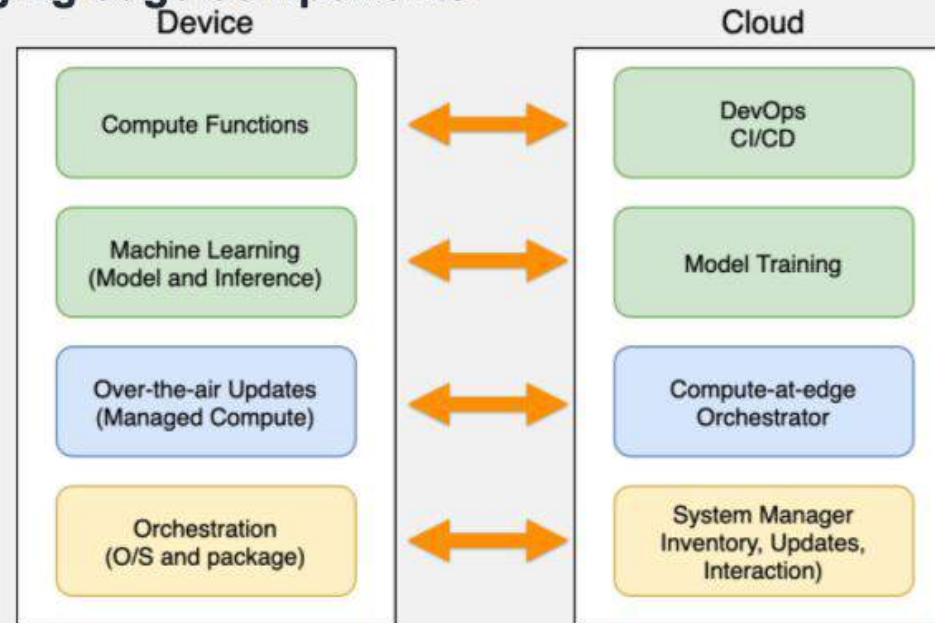 Device
Cloud
Compute Functions
DevOps
CI/CD
Machine Learning
(Model and Inference)
Model Training
Over-the-air Updates
(Managed Compute)
Compute-at-edge
Orchestrator
Orchestration
(O/S and package)
System Manager
Inventory, Updates,
Interaction)